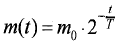 m(t) = m₀ · 2^(-t/T)